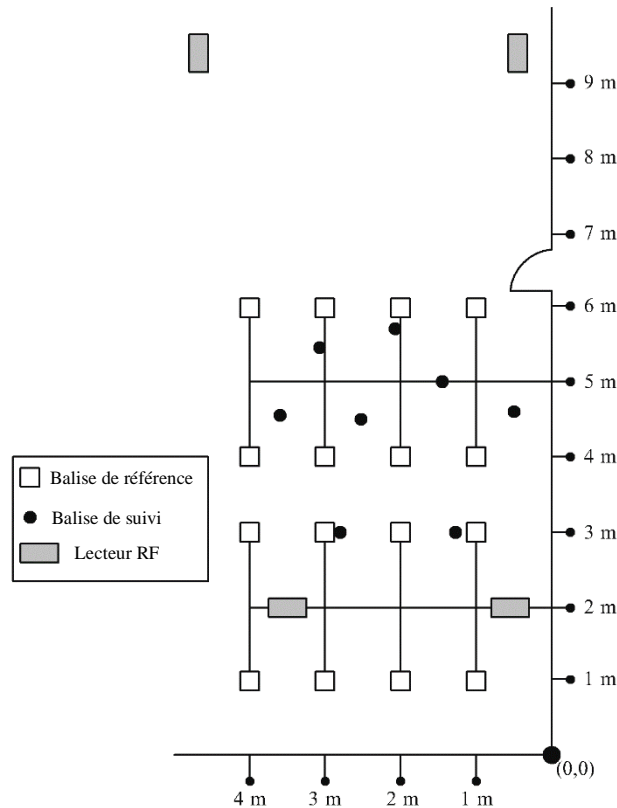 9 m
8 m
7 m
6 m
5 m
4 m
Balise de référence
Balise de suivi
Lecteur RF
3 m
2 m
1 m
(0,0)
4 m 3 m 2 m 1 m